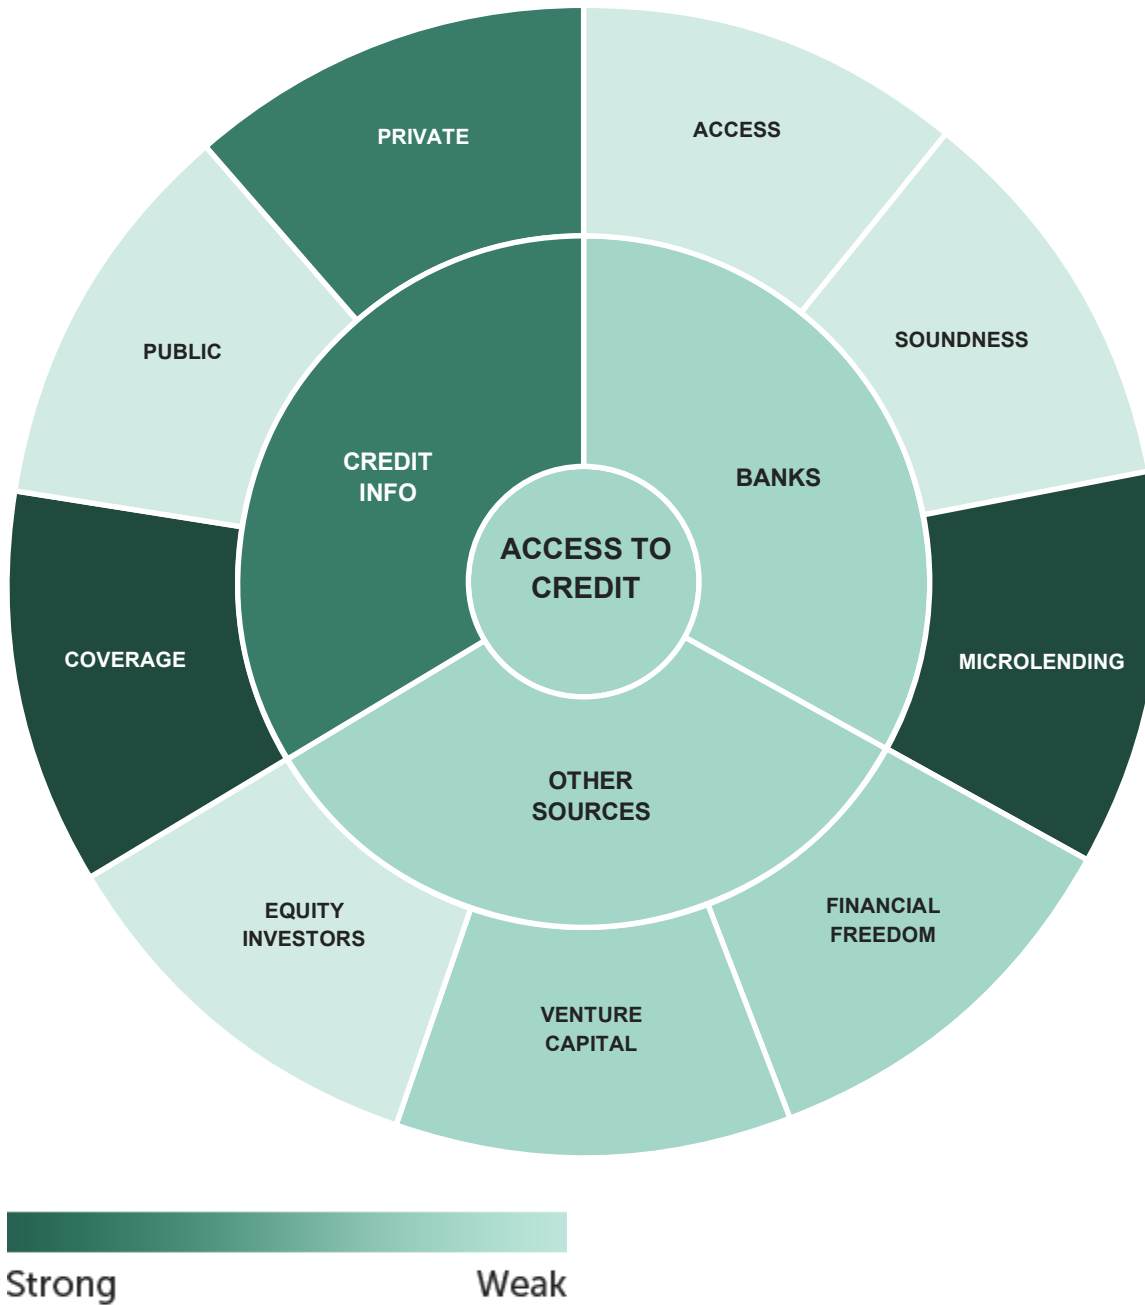 PRIVATE
ACCESS
PUBLIC
SOUNDNESS
CREDIT
INFO
BANKS
ACCESS TO
CREDIT
COVERAGE
MICROLENDING
OTHER
SOURCES
EQUITY
INVESTORS
FINANCIAL
FREEDOM
VENTURE
CAPITAL
Strong
Weak